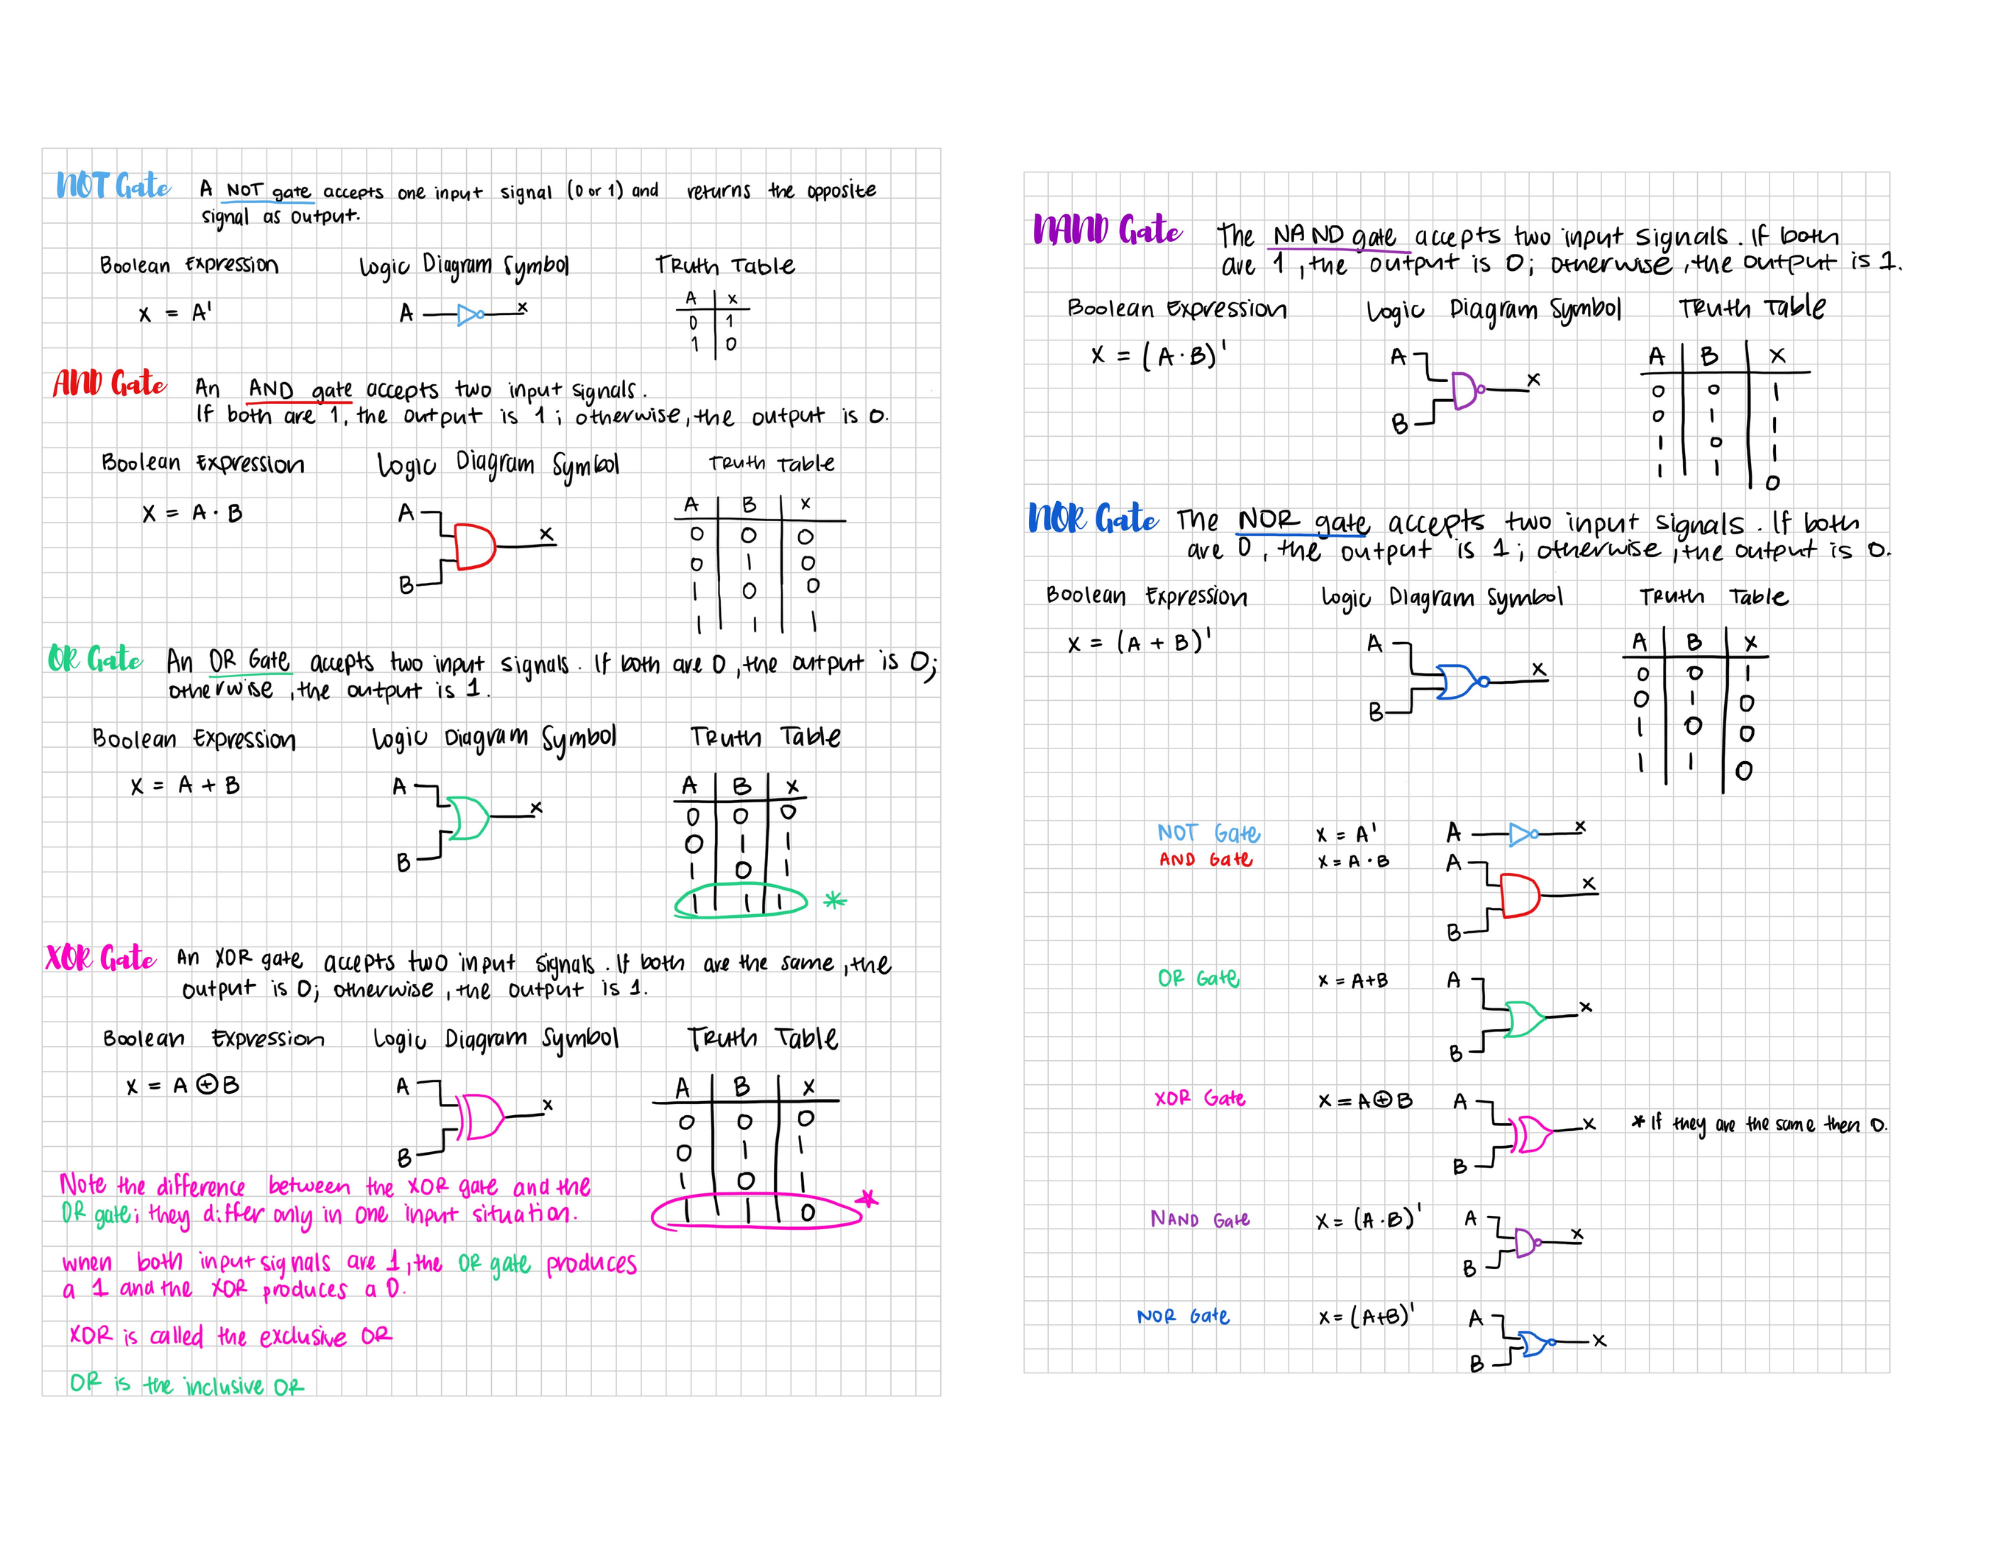 NOT Gate A NOT gate accepts one input signal (0 or 1) and returns the opposite
signal as output.
Boolean Expression Logic Diagram Symbol Truth Table
X = A' A X
A X
0 1
1 0
AND Gate An AND gate accepts two input signals.
If both are 1, the output is 1; otherwise, the output is 0.
Boolean Expression Logic Diagram Symbol Truth Table
X = A · B A B X
A B X
0 0 0
0 1 0
1 0 0
1 1 1
OR Gate An OR Gate accepts two input signals. If both are 0, the output is 0;
otherwise, the output is 1.
Boolean Expression Logic Diagram Symbol Truth Table
X = A + B A B X
A B X
0 0 0
0 1 1
1 0 1
1 1 1 *
XOR Gate An XOR gate accepts two input signals. If both are the same, the
output is 0; otherwise, the output is 1.
Boolean Expression Logic Diagram Symbol Truth Table
X = A ⊕ B A B X
A B X
0 0 0
0 1 1
1 0 1
1 1 0 ★
Note the difference between the XOR gate and the
OR gate; they differ only in one input situation.
when both input signals are 1, the OR gate produces
a 1 and the XOR produces a 0.
XOR is called the exclusive OR
OR is the inclusive OR
NAND Gate The NAND gate accepts two input signals. If both
are 1, the output is 0; otherwise, the output is 1.
Boolean Expression Logic Diagram Symbol Truth Table
X = (A · B)' A B X
A B X
0 0 1
0 1 1
1 0 1
1 1 0
NOR Gate The NOR gate accepts two input signals. If both
are 0, the output is 1; otherwise, the output is 0.
Boolean Expression Logic Diagram Symbol Truth Table
X = (A + B)' A B X
A B X
0 0 1
0 1 0
1 0 0
1 1 0
NOT Gate X = A' A X
AND Gate X = A · B A B X
OR Gate X = A+B A B X
XOR Gate X = A ⊕ B A B X * If they are the same then 0.
NAND Gate X = (A · B)' A B X
NOR Gate X = (A+B)' A B X